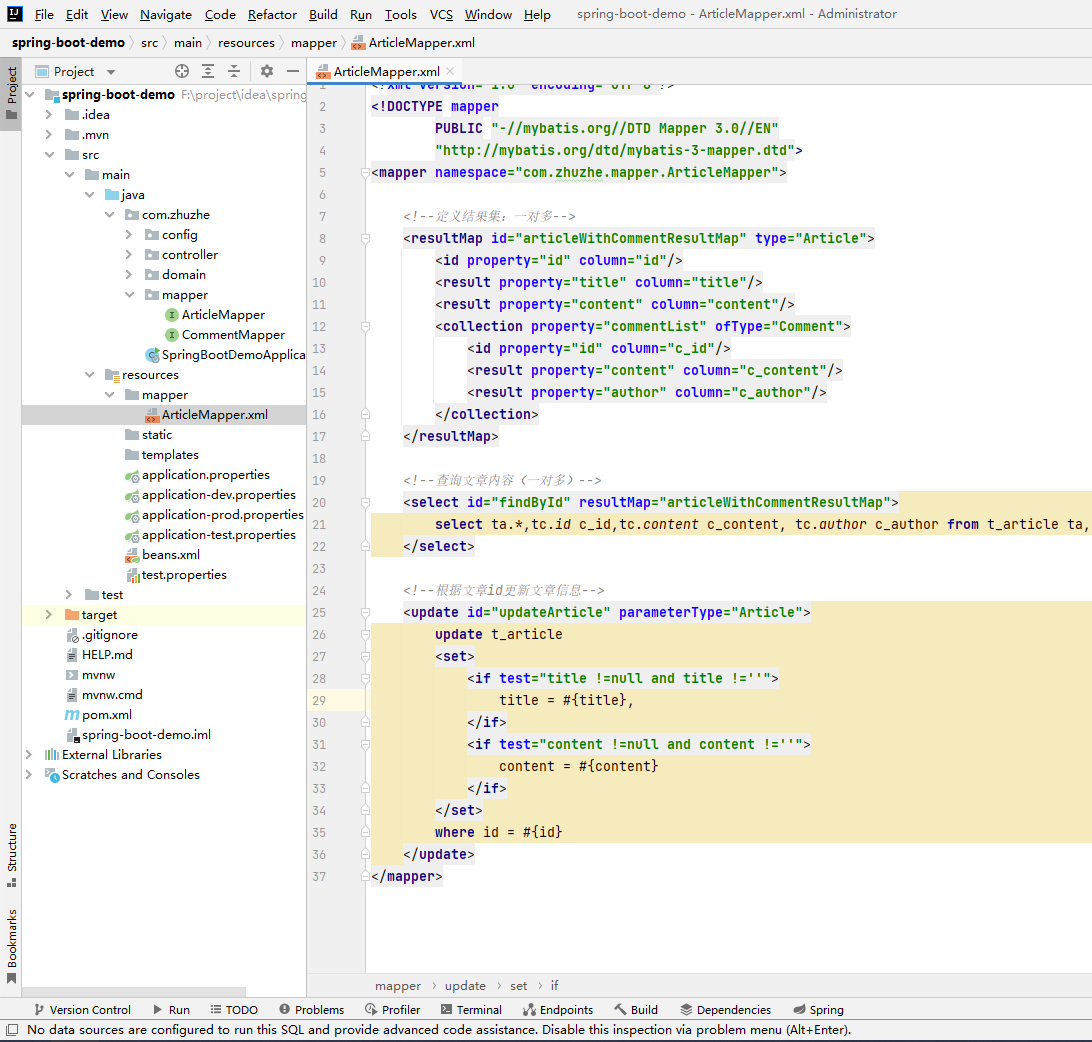 File Edit View Navigate Code Refactor Build Run Tools VCS Window Help spring-boot-demo - ArticleMapper.xml - Administrator
spring-boot-demo src main resources mapper ArticleMapper.xml
Project
Structure
Bookmarks
Project
spring-boot-demo F:\project\idea\spring
.idea
.mvn
src
main
java
com.zhuzhe
config
controller
domain
mapper
ArticleMapper
CommentMapper
SpringBootDemoApplica
resources
mapper
ArticleMapper.xml
static
templates
application.properties
application-dev.properties
application-prod.properties
application-test.properties
beans.xml
test.properties
test
target
.gitignore
HELP.md
mvnw
mvnw.cmd
pom.xml
spring-boot-demo.iml
External Libraries
Scratches and Consoles
ArticleMapper.xml
1 <?xml version="1.0" encoding="UTF-8"?>
2 <!DOCTYPE mapper
3 PUBLIC "-//mybatis.org//DTD Mapper 3.0//EN"
4 "http://mybatis.org/dtd/mybatis-3-mapper.dtd">
5 <mapper namespace="com.zhuzhe.mapper.ArticleMapper">
6
7 <!--定义结果集：一对多-->
8 <resultMap id="articleWithCommentResultMap" type="Article">
9 <id property="id" column="id"/>
10 <result property="title" column="title"/>
11 <result property="content" column="content"/>
12 <collection property="commentList" ofType="Comment">
13 <id property="id" column="c_id"/>
14 <result property="content" column="c_content"/>
15 <result property="author" column="c_author"/>
16 </collection>
17 </resultMap>
18
19 <!--查询文章内容（一对多）-->
20 <select id="findById" resultMap="articleWithCommentResultMap">
21 select ta.*,tc.id c_id,tc.content c_content, tc.author c_author from t_article ta,
22 </select>
23
24 <!--根据文章id更新文章信息-->
25 <update id="updateArticle" parameterType="Article">
26 update t_article
27 <set>
28 <if test="title !=null and title !=''">
29 title = #{title},
30 </if>
31 <if test="content !=null and content !=''">
32 content = #{content}
33 </if>
34 </set>
35 where id = #{id}
36 </update>
37 </mapper>
mapper update set if
Version Control Run TODO Problems Profiler Terminal Endpoints Build Dependencies Spring
No data sources are configured to run this SQL and provide advanced code assistance. Disable this inspection via problem menu (Alt+Enter).